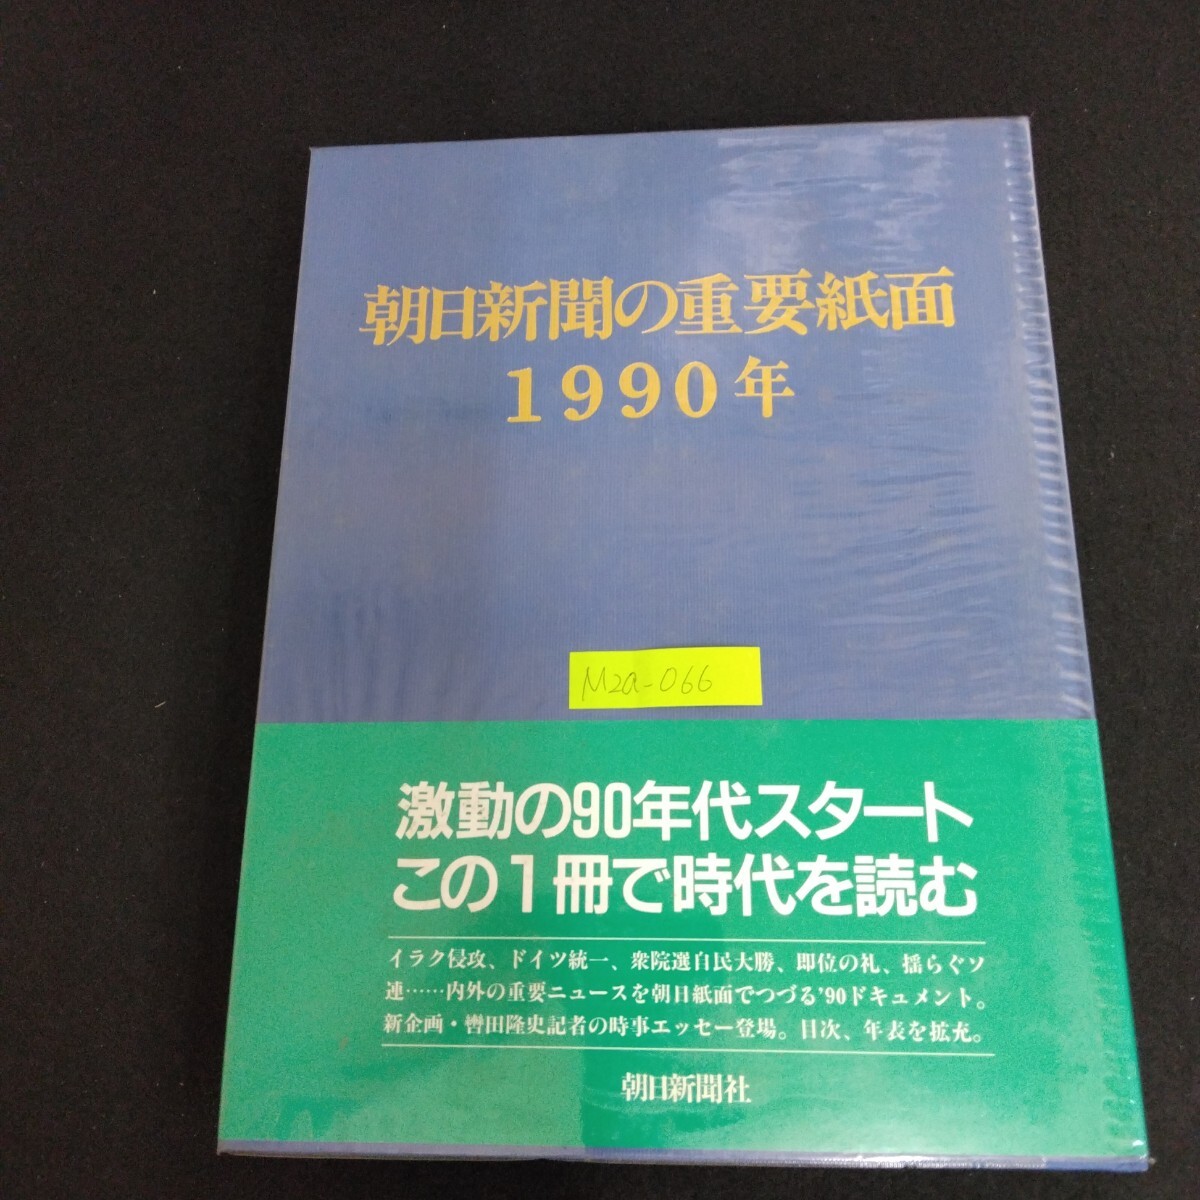 朝日新聞の重要紙面
1990年
M2a-066
激動の90年代スタート
この1冊で時代を読む
イラク侵攻、ドイツ統一、衆院選自民大勝、即位の礼、揺らぐソ
連……内外の重要ニュースを朝日紙面でつづる'90ドキュメント。
新企画・轡田隆史記者の時事エッセー登場。目次、年表を拡充。
朝日新聞社